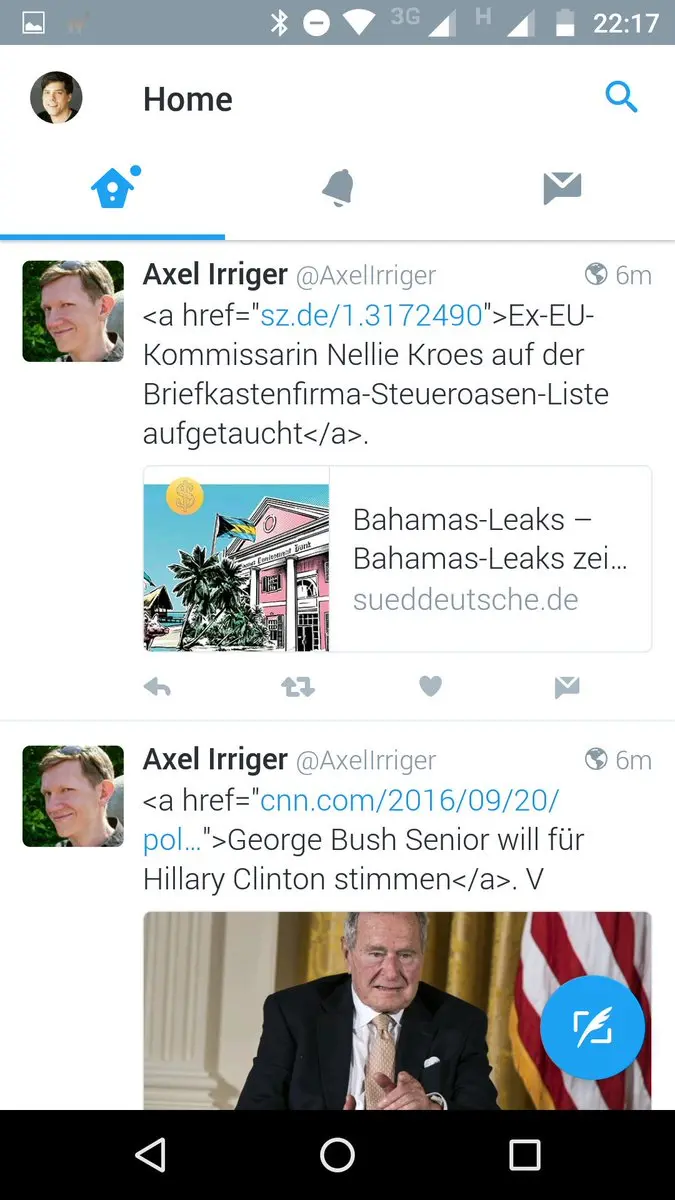 3G H 22:17
Home
Axel Irriger @AxelIrriger 6m
<a href="sz.de/1.3172490">Ex-EU-
Kommissarin Nellie Kroes auf der
Briefkastenfirma-Steueroasen-Liste
aufgetaucht</a>.
Bahamas-Leaks –
Bahamas-Leaks zei...
sueddeutsche.de
Axel Irriger @AxelIrriger 6m
<a href="cnn.com/2016/09/20/
pol…">George Bush Senior will für
Hillary Clinton stimmen</a>. V